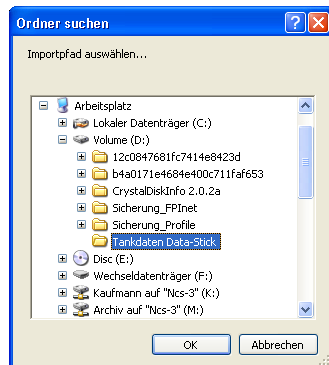 Ordner suchen
Importpfad auswählen...
Arbeitsplatz
Lokaler Datenträger (C:)
Volume (D:)
12c0847681fc7414e8423d
b4a0171e4684e400c711faf653
CrystalDiskInfo 2.0.2a
Sicherung_FPInet
Sicherung_Profile
Tankdaten Data-Stick
Disc (E:)
Wechseldatenträger (F:)
Kaufmann auf "Ncs-3" (K:)
Archiv auf "Ncs-3" (M:)
OK
Abbrechen